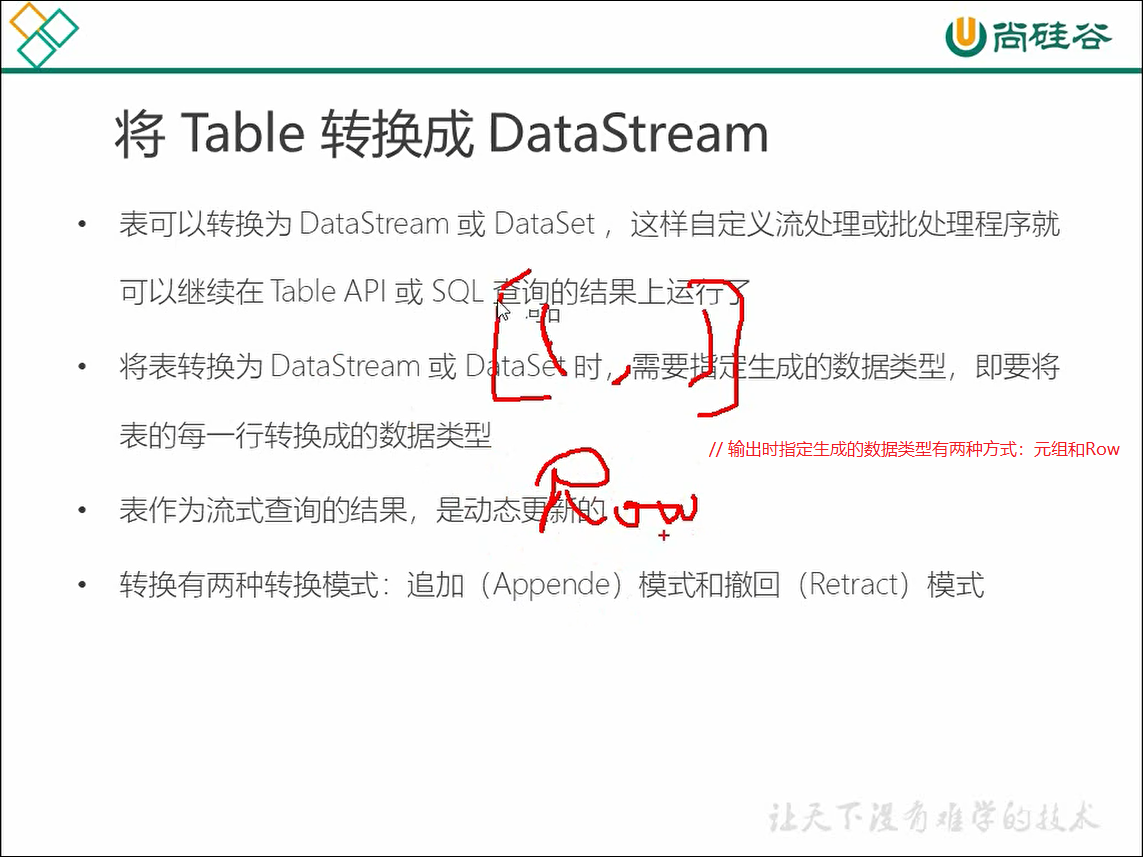 尚硅谷
将 Table 转换成 DataStream
• 表可以转换为 DataStream 或 DataSet ，这样自定义流处理或批处理程序就
可以继续在 Table API 或 SQL 查询的结果上运行了
[( , )]
• 将表转换为 DataStream 或 DataSet 时，需要指定生成的数据类型，即要将
表的每一行转换成的数据类型
// 输出时指定生成的数据类型有两种方式：元组和Row
Row
• 表作为流式查询的结果，是动态更新的
• 转换有两种转换模式：追加（Appende）模式和撤回（Retract）模式
让天下没有难学的技术